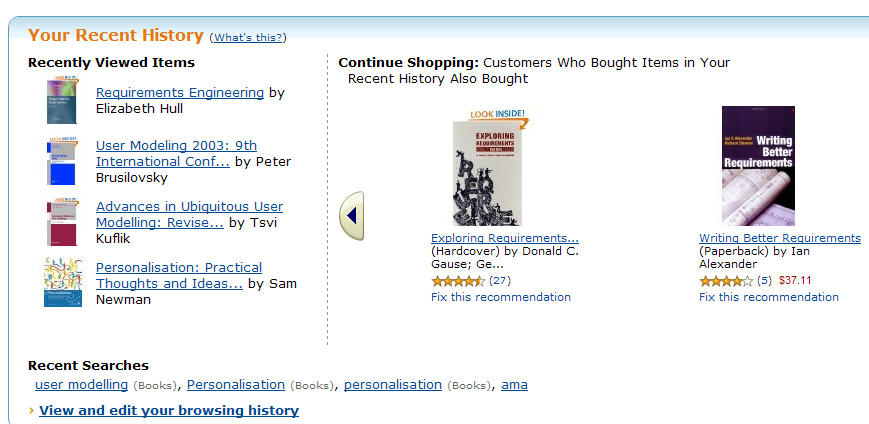 Your Recent History (What's this?)
Recently Viewed Items
Requirements Engineering by
Elizabeth Hull
User Modeling 2003: 9th
International Conf... by Peter
Brusilovsky
Advances in Ubiquitous User
Modelling: Revise... by Tsvi
Kuflik
Personalisation: Practical
Thoughts and Ideas... by Sam
Newman
Continue Shopping: Customers Who Bought Items in Your
Recent History Also Bought
LOOK INSIDE!
EXPLORING
REQUIREMENTS
Exploring Requirements...
(Hardcover) by Donald C.
Gause; Ge...
(27)
Fix this recommendation
Ian F. Alexander
Richard Stevens
Writing
Better
Requirements
Writing Better Requirements
(Paperback) by Ian
Alexander
(5) $37.11
Fix this recommendation
Recent Searches
user modelling (Books), Personalisation (Books), personalisation (Books), ama
› View and edit your browsing history